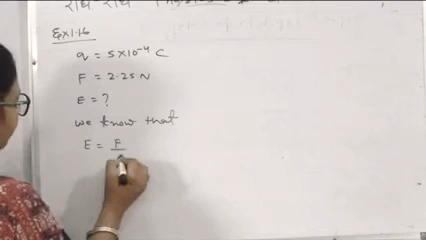 Ex 1.16
q = 5×10⁻⁴ C
F = 2.25 N
E = ?
we know that
E = F